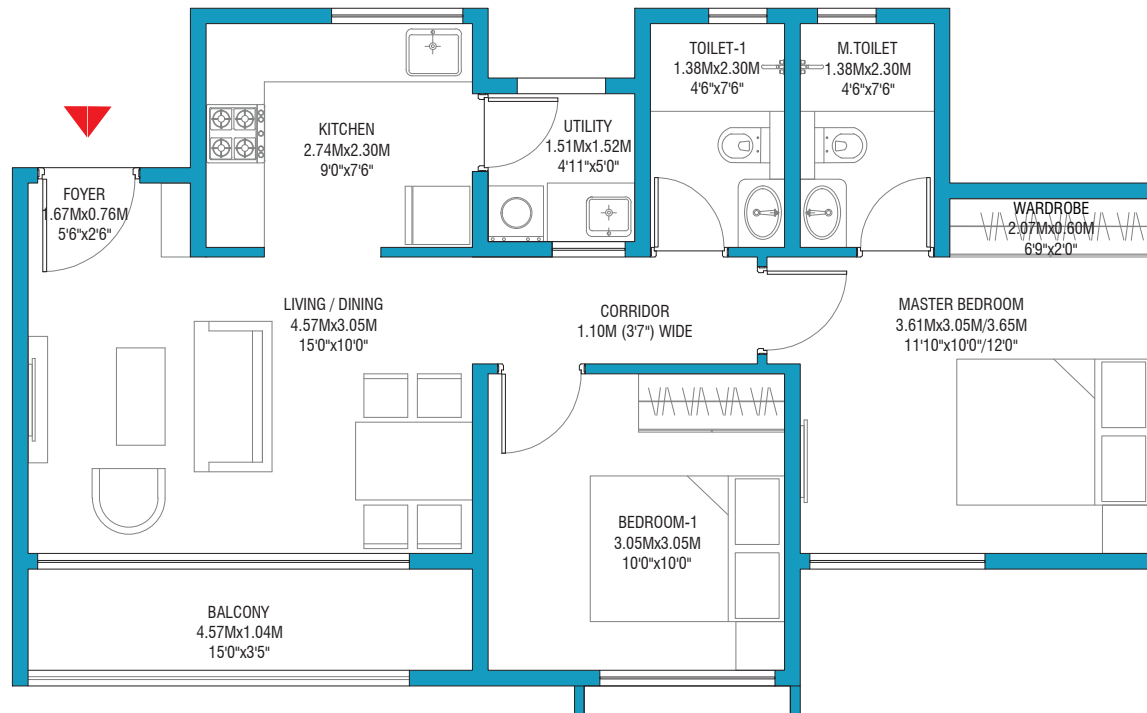 TOILET-1
1.38Mx2.30M
4'6"x7'6"
M.TOILET
1.38Mx2.30M
4'6"x7'6"
KITCHEN
2.74Mx2.30M
9'0"x7'6"
UTILITY
1.51Mx1.52M
4'11"x5'0"
FOYER
1.67Mx0.76M
5'6"x2'6"
WARDROBE
2.07Mx0.60M
6'9"x2'0"
LIVING / DINING
4.57Mx3.05M
15'0"x10'0"
CORRIDOR
1.10M (3'7") WIDE
MASTER BEDROOM
3.61Mx3.05M/3.65M
11'10"x10'0"/12'0"
BEDROOM-1
3.05Mx3.05M
10'0"x10'0"
BALCONY
4.57Mx1.04M
15'0"x3'5"